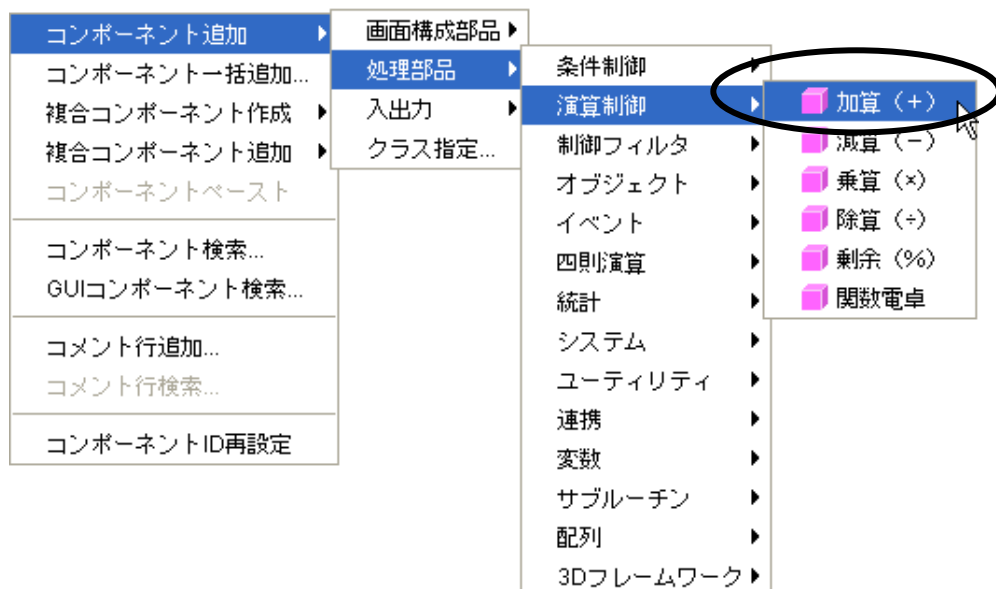 コンポーネント追加
コンポーネント一括追加...
複合コンポーネント作成
複合コンポーネント追加
コンポーネントペースト
コンポーネント検索...
GUIコンポーネント検索...
コメント行追加...
コメント行検索...
コンポーネントID再設定
画面構成部品
処理部品
入出力
クラス指定...
条件制御
演算制御
制御フィルタ
オブジェクト
イベント
四則演算
統計
システム
ユーティリティ
連携
変数
サブルーチン
配列
3Dフレームワーク
加算（+）
減算（−）
乗算（×）
除算（÷）
剰余（%）
関数電卓